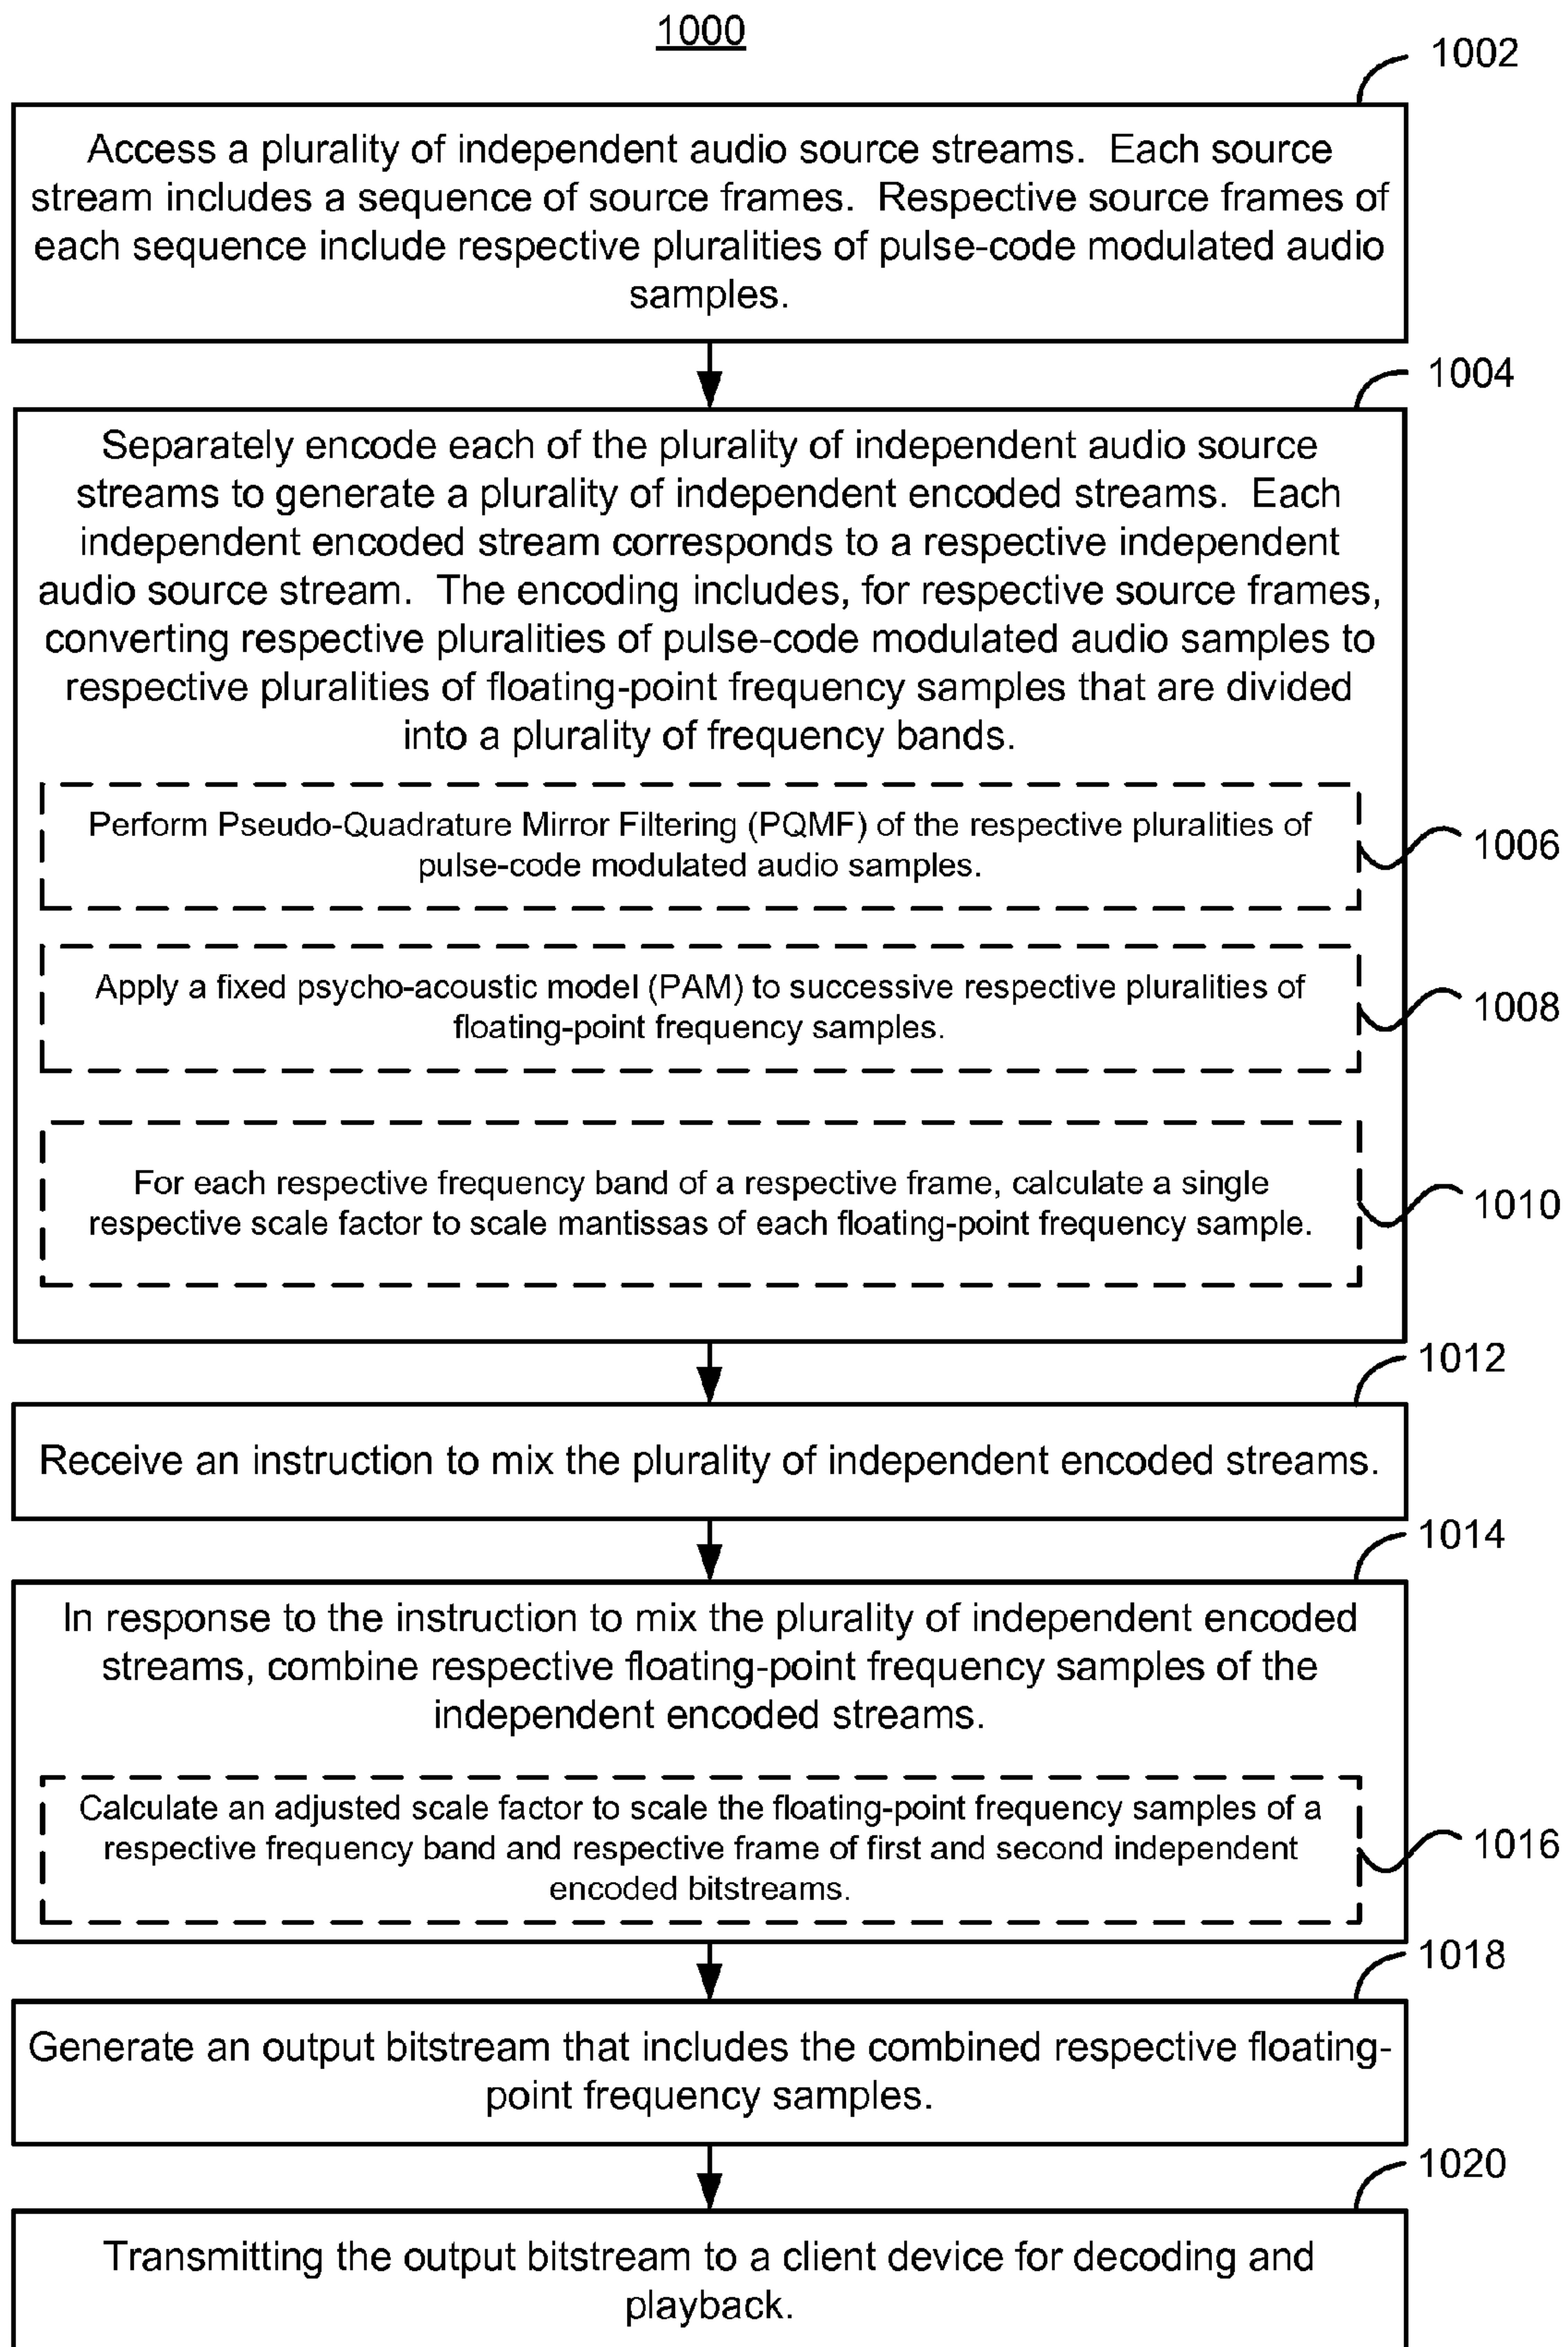 1000
1002
Access a plurality of independent audio source streams. Each source
stream includes a sequence of source frames. Respective source frames of
each sequence include respective pluralities of pulse-code modulated audio
samples.
1004
Separately encode each of the plurality of independent audio source
streams to generate a plurality of independent encoded streams. Each
independent encoded stream corresponds to a respective independent
audio source stream. The encoding includes, for respective source frames,
converting respective pluralities of pulse-code modulated audio samples to
respective pluralities of floating-point frequency samples that are divided
into a plurality of frequency bands.
Perform Pseudo-Quadrature Mirror Filtering (PQMF) of the respective pluralities of
pulse-code modulated audio samples.
1006
Apply a fixed psycho-acoustic model (PAM) to successive respective pluralities of
floating-point frequency samples.
1008
For each respective frequency band of a respective frame, calculate a single
respective scale factor to scale mantissas of each floating-point frequency sample.
1010
1012
Receive an instruction to mix the plurality of independent encoded streams.
1014
In response to the instruction to mix the plurality of independent encoded
streams, combine respective floating-point frequency samples of the
independent encoded streams.
Calculate an adjusted scale factor to scale the floating-point frequency samples of a
respective frequency band and respective frame of first and second independent
encoded bitstreams.
1016
1018
Generate an output bitstream that includes the combined respective floating-
point frequency samples.
1020
Transmitting the output bitstream to a client device for decoding and
playback.